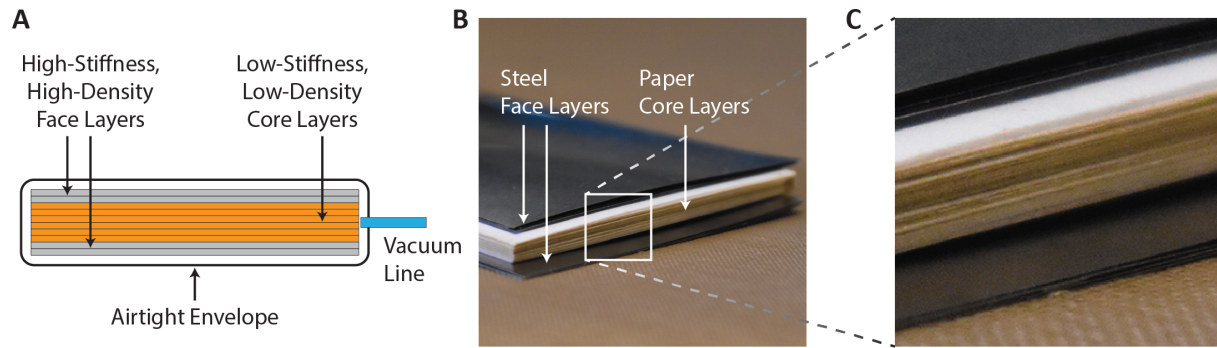 A
High-Stiffness,
High-Density
Face Layers
Low-Stiffness,
Low-Density
Core Layers
Vacuum
Line
Airtight Envelope
B
Steel
Face Layers
Paper
Core Layers
C